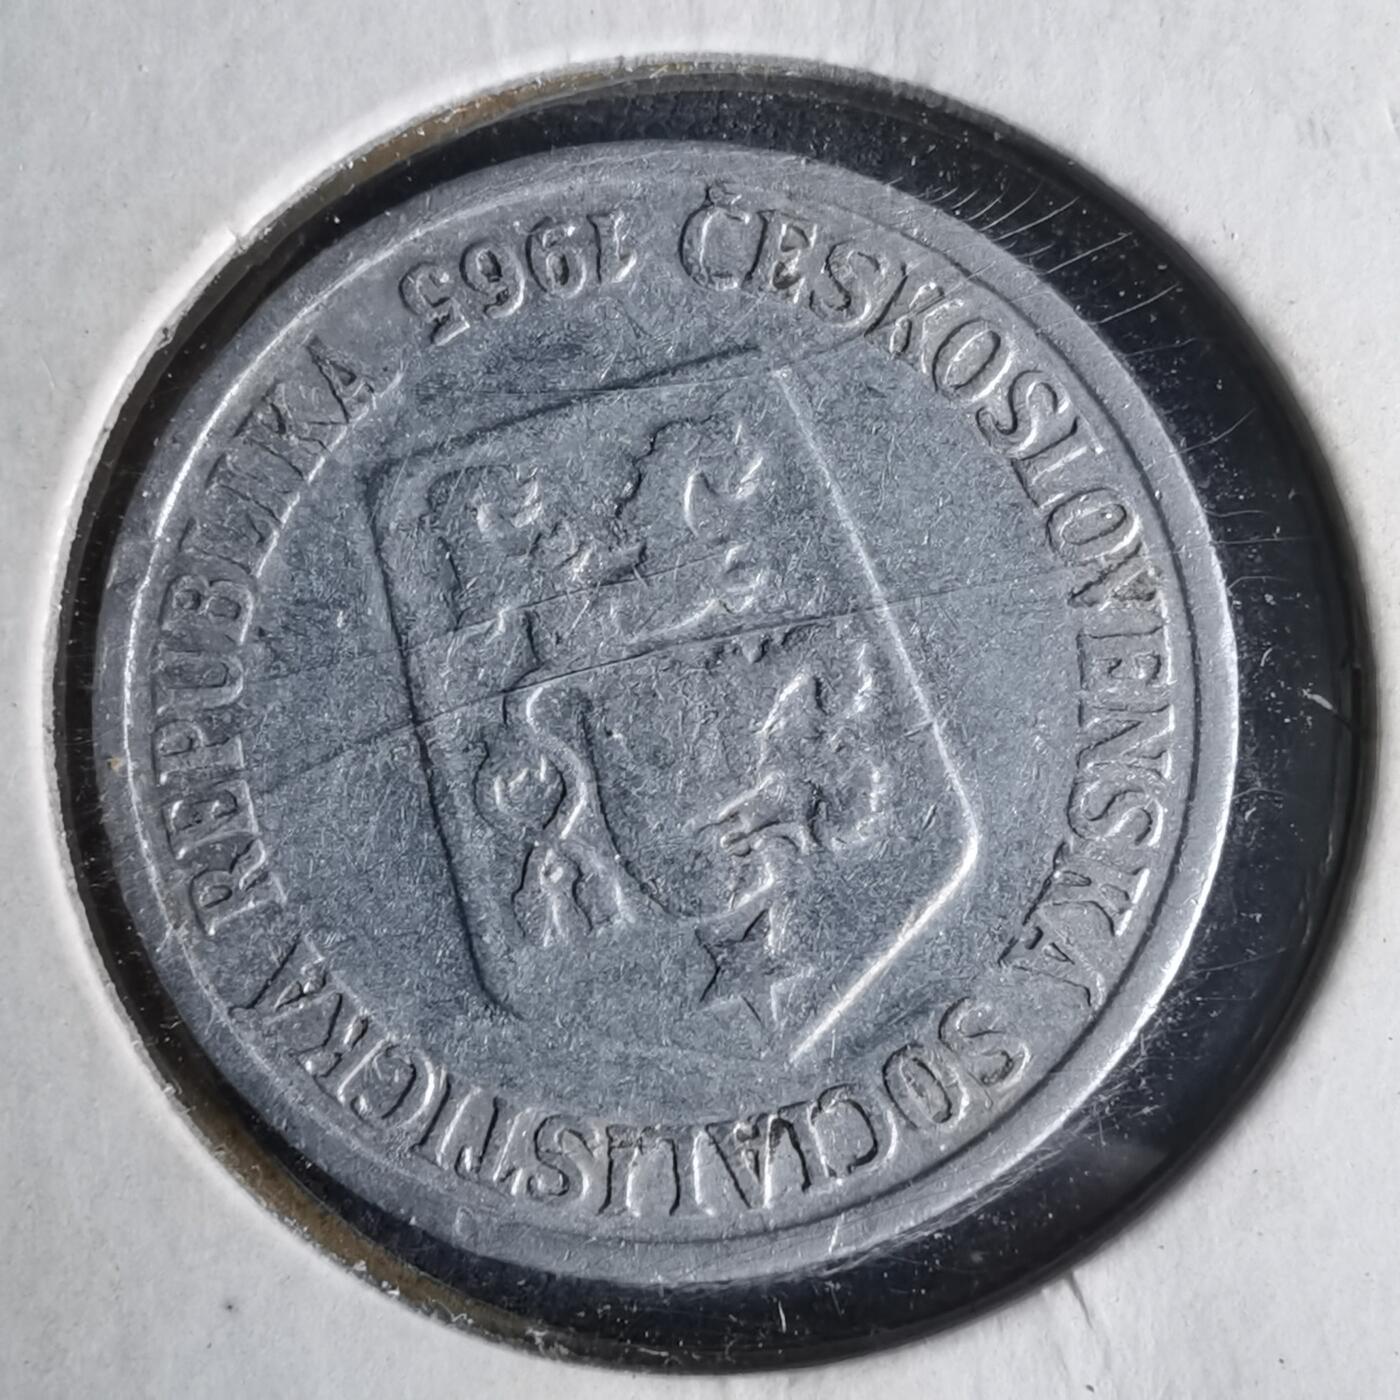 ČESKOSLOVENSKÁ SOCIALISTICKÁ REPUBLIKA
1965